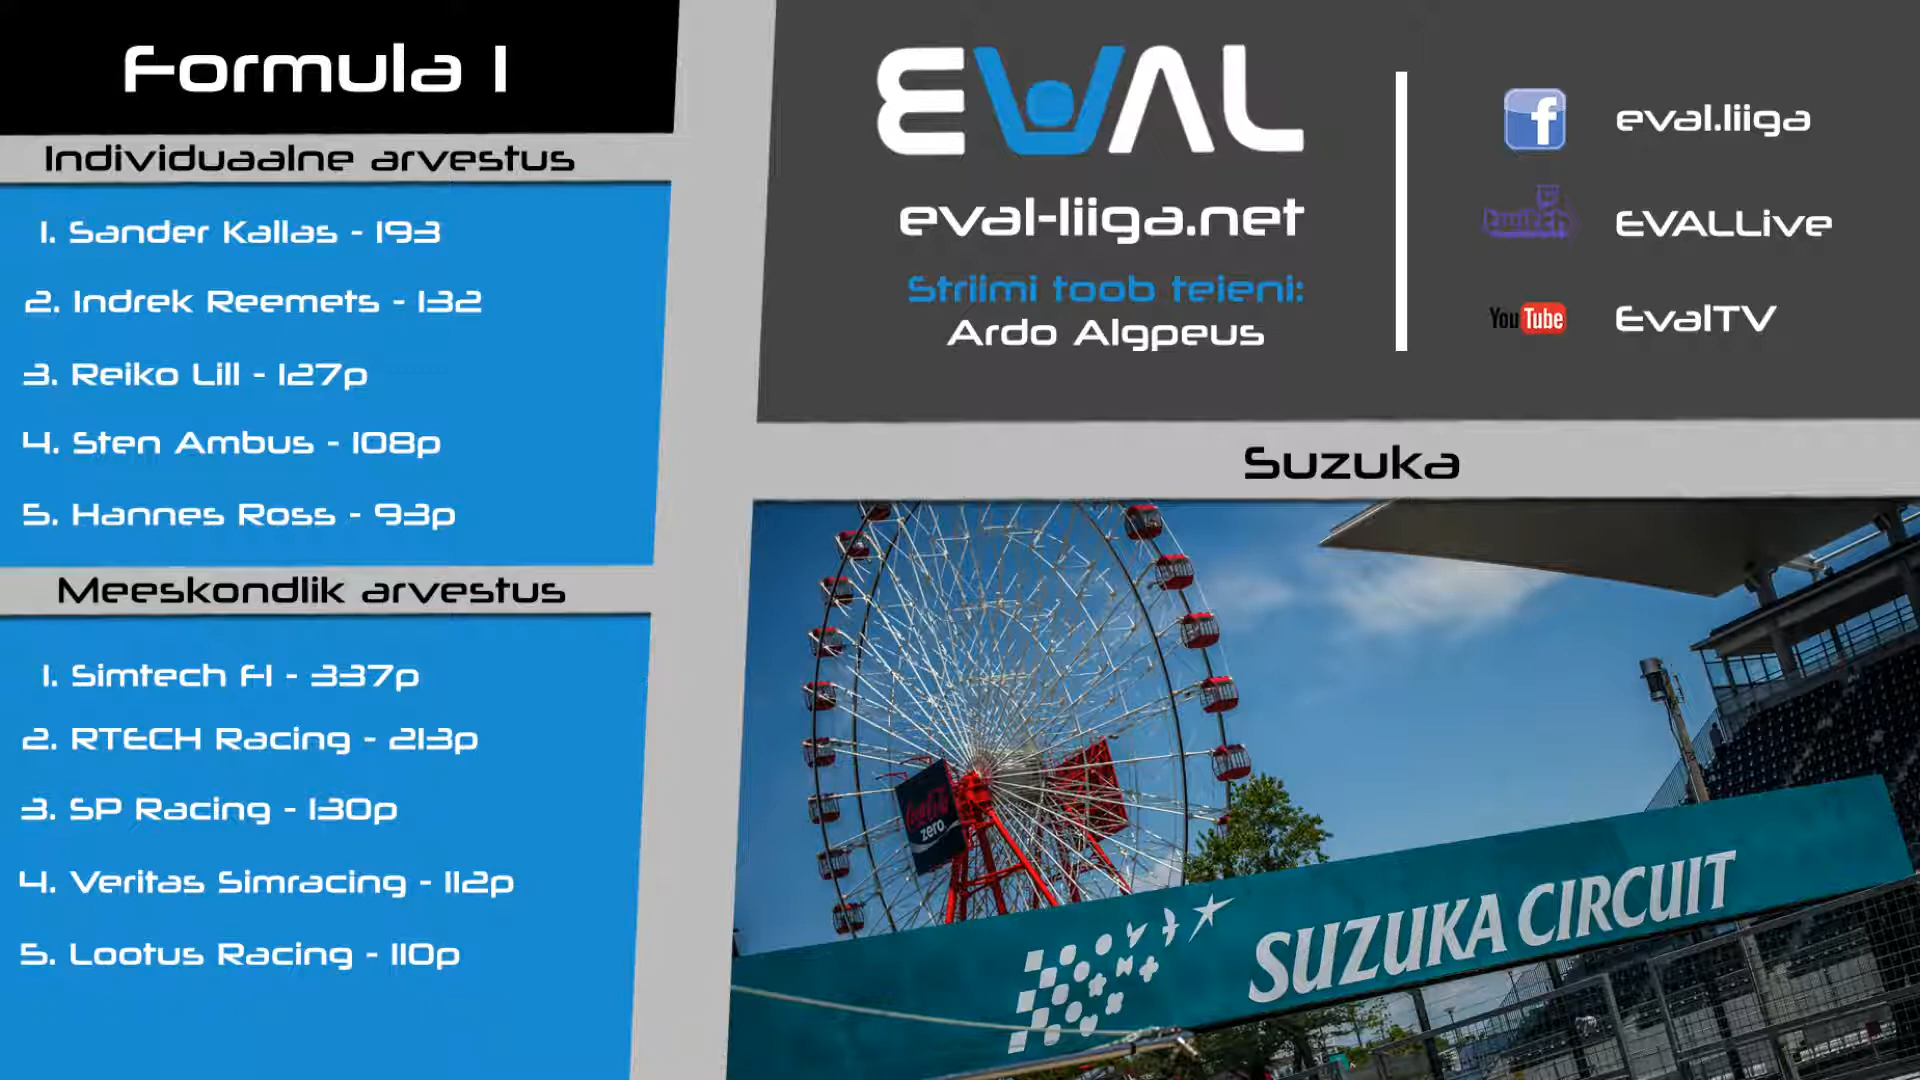 Formula 1
Individuaalne arvestus
1. Sander Kallas - 193
2. Indrek Reemets - 132
3. Reiko Lill - 127p
4. Sten Ambus - 108p
5. Hannes Ross - 93p
Meeskondlik arvestus
1. Simtech F1 - 337p
2. RTECH Racing - 213p
3. SP Racing - 130p
4. Veritas Simracing - 112p
5. Lootus Racing - 110p
EVAL
eval-liiga.net
Striimi toob teieni:
Ardo Algpeus
f eval.liiga
twitch EVALLive
YouTube EvalTV
Suzuka
Coca-Cola
zero
SUZUKA CIRCUIT